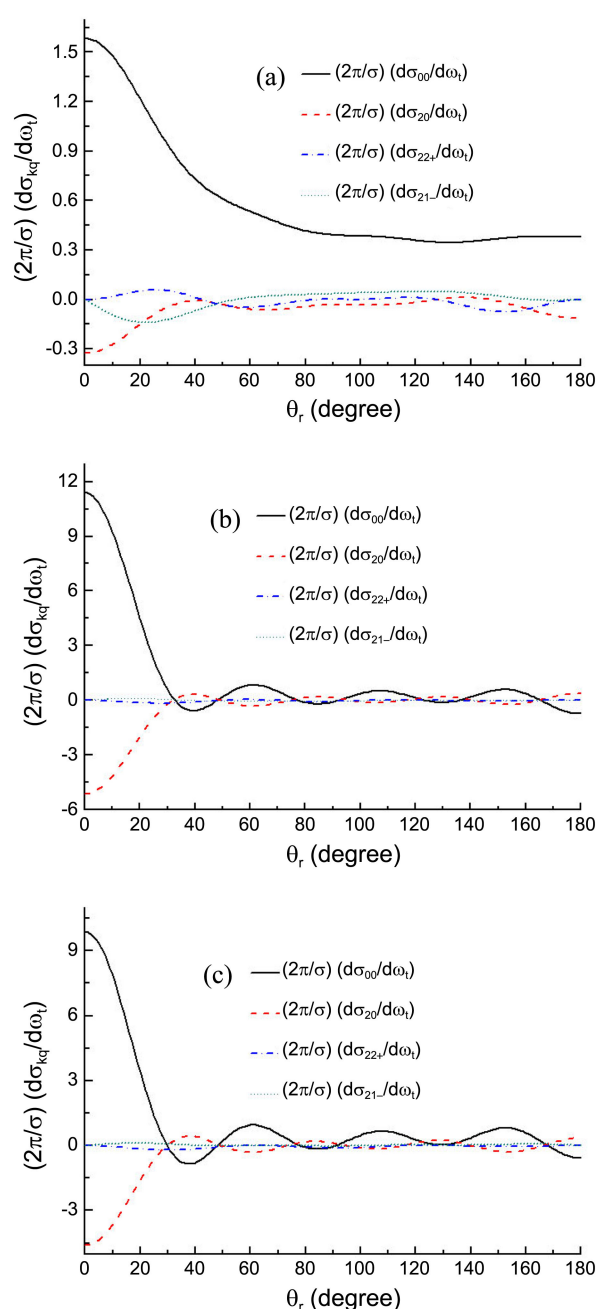 (a)
(2π/σ) (dσ₀₀/dωₜ)
(2π/σ) (dσ₂₀/dωₜ)
(2π/σ) (dσ₂₂₊/dωₜ)
(2π/σ) (dσ₂₁₋/dωₜ)
(2π/σ) (dσkq/dωₜ)
1.5
1.2
0.9
0.6
0.3
0.0
-0.3
0 20 40 60 80 100 120 140 160 180
θᵣ (degree)
(b)
(2π/σ) (dσ₀₀/dωₜ)
(2π/σ) (dσ₂₀/dωₜ)
(2π/σ) (dσ₂₂₊/dωₜ)
(2π/σ) (dσ₂₁₋/dωₜ)
(2π/σ) (dσkq/dωₜ)
12
9
6
3
0
-3
-6
0 20 40 60 80 100 120 140 160 180
θᵣ (degree)
(c)
(2π/σ) (dσ₀₀/dωₜ)
(2π/σ) (dσ₂₀/dωₜ)
(2π/σ) (dσ₂₂₊/dωₜ)
(2π/σ) (dσ₂₁₋/dωₜ)
(2π/σ) (dσkq/dωₜ)
9
6
3
0
-3
0 20 40 60 80 100 120 140 160 180
θᵣ (degree)